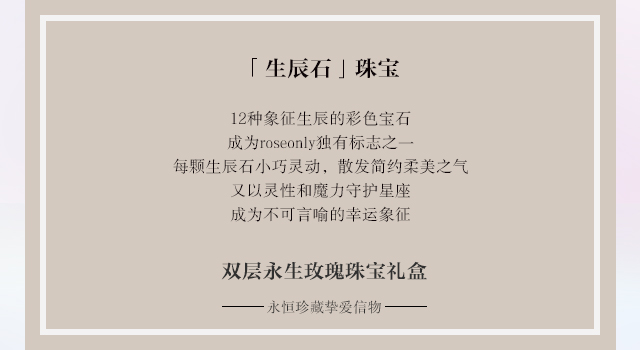 「生辰石」珠宝
12种象征生辰的彩色宝石
成为roseonly独有标志之一
每颗生辰石小巧灵动，散发简约柔美之气
又以灵性和魔力守护星座
成为不可言喻的幸运象征
双层永生玫瑰珠宝礼盒
永恒珍藏挚爱信物